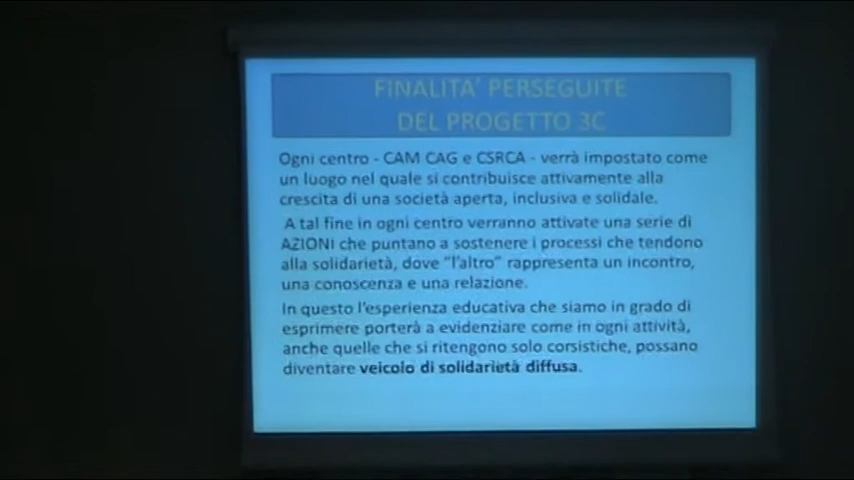 FINALITA’ PERSEGUITE
DEL PROGETTO 3C
Ogni centro - CAM CAG e CSRCA - verrà impostato come
un luogo nel quale si contribuisce attivamente alla
crescita di una società aperta, inclusiva e solidale.
A tal fine in ogni centro verranno attivate una serie di
AZIONI che puntano a sostenere i processi che tendono
alla solidarietà, dove “l’altro” rappresenta un incontro,
una conoscenza e una relazione.
In questo l’esperienza educativa che siamo in grado di
esprimere porterà a evidenziare come in ogni attività,
anche quelle che si ritengono solo corsistiche, possano
diventare veicolo di solidarietà diffusa.